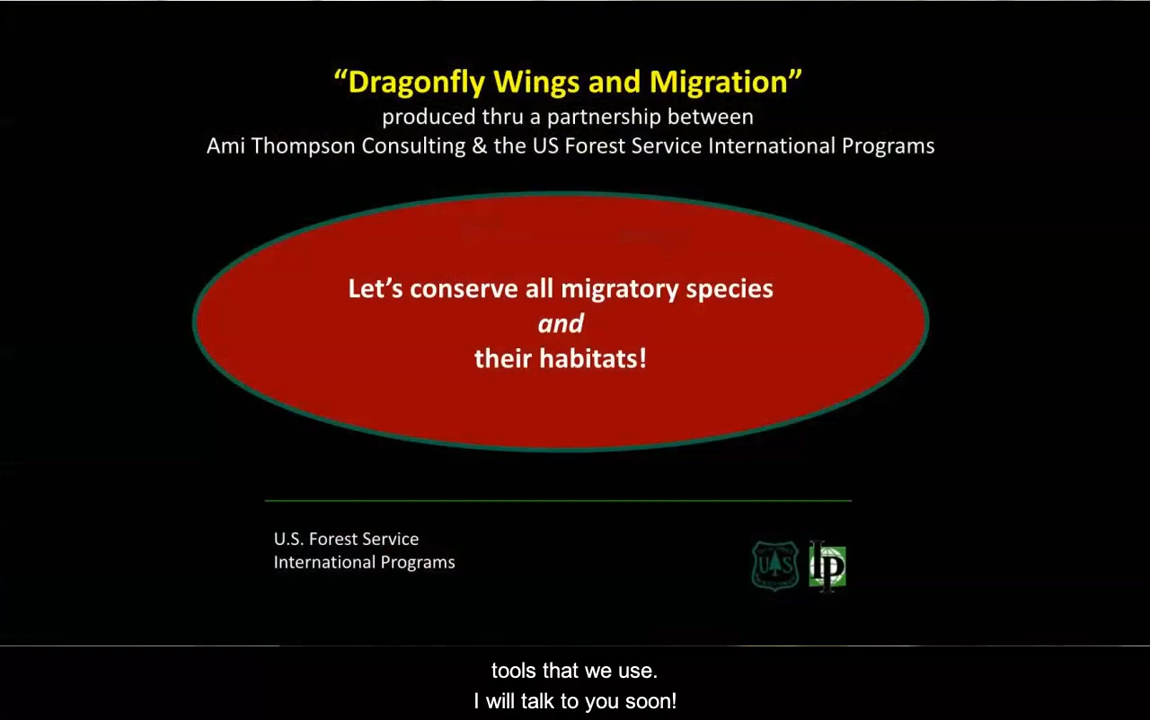 “Dragonfly Wings and Migration”
produced thru a partnership between
Ami Thompson Consulting & the US Forest Service International Programs
Let’s conserve all migratory species
and
their habitats!
U.S. Forest Service
International Programs
U S
IP
tools that we use.
I will talk to you soon!